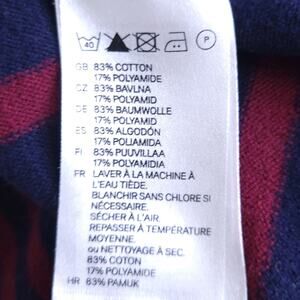 40 P
GB 83% COTTON
17% POLYAMIDE
CZ 83% BAVLNA
17% POLYAMID
DE 83% BAUMWOLLE
17% POLYAMID
ES 83% ALGODÓN
17% POLIAMIDA
FI 83% PUUVILLAA
17% POLYAMIDIA
FR LAVER À LA MACHINE À
L'EAU TIÈDE.
BLANCHIR SANS CHLORE SI
NÉCESSAIRE.
SÉCHER À L'AIR.
REPASSER À TEMPÉRATURE
MOYENNE.
ou NETTOYAGE À SEC.
83% COTON
17% POLYAMIDE
HR 83% PAMUK